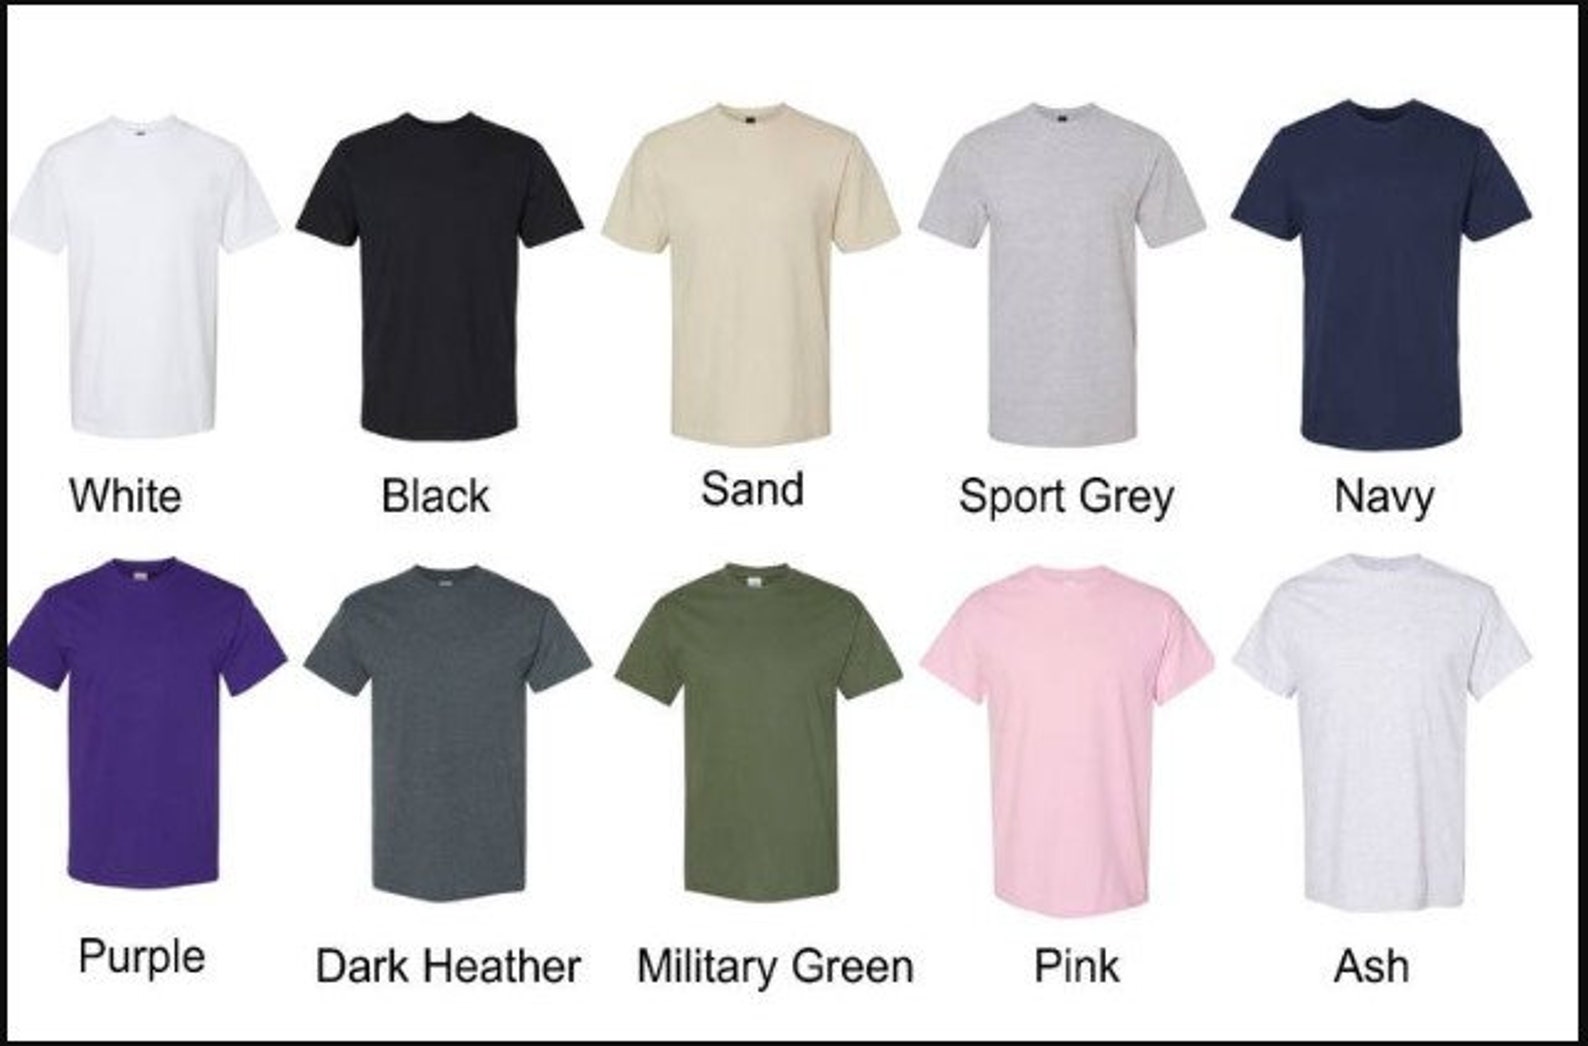 White
Black
Sand
Sport Grey
Navy
Purple
Dark Heather
Military Green
Pink
Ash